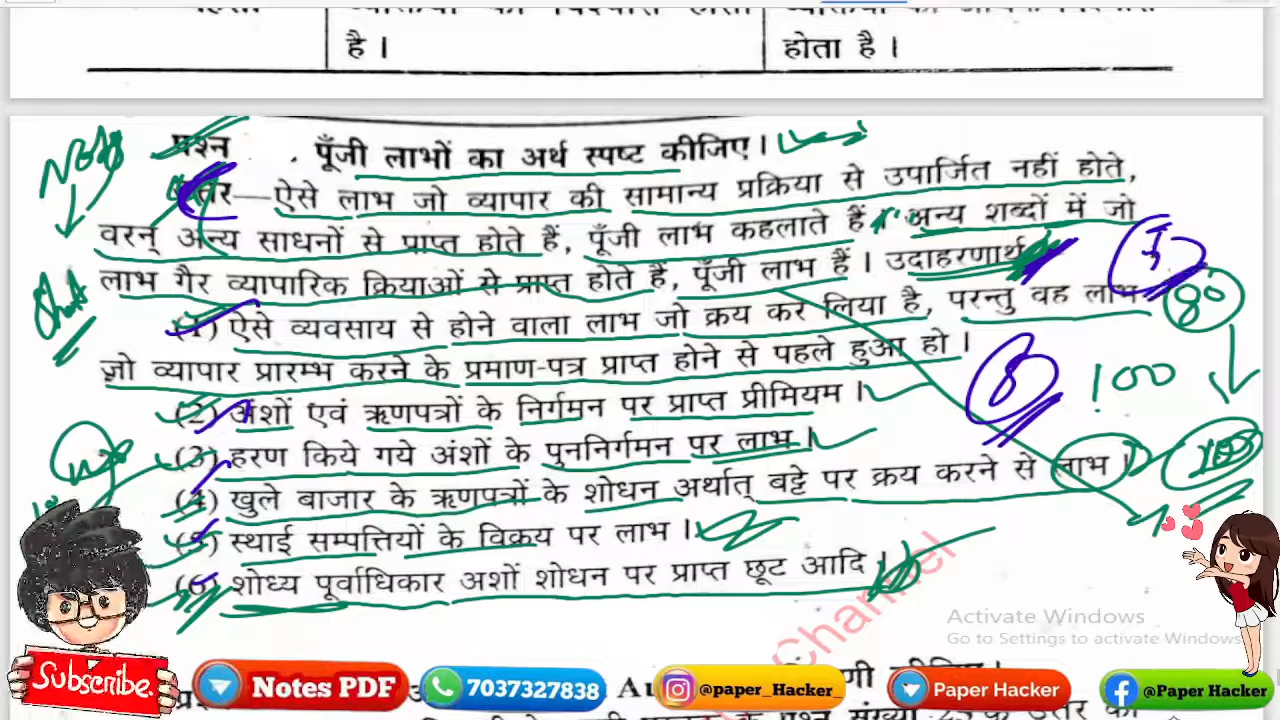 है।
होता है।
प्रश्न . पूँजी लाभों का अर्थ स्पष्ट कीजिए।
उत्तर—ऐसे लाभ जो व्यापार की सामान्य प्रक्रिया से उपार्जित नहीं होते,
वरन् अन्य साधनों से प्राप्त होते हैं, पूँजी लाभ कहलाते हैं। अन्य शब्दों में जो
लाभ गैर व्यापारिक क्रियाओं से प्राप्त होते हैं, पूँजी लाभ हैं। उदाहरणार्थ
(1) ऐसे व्यवसाय से होने वाला लाभ जो क्रय कर लिया है, परन्तु वह लाभ
जो व्यापार प्रारम्भ करने के प्रमाण-पत्र प्राप्त होने से पहले हुआ हो।
(2) अंशों एवं ऋणपत्रों के निर्गमन पर प्राप्त प्रीमियम।
100
(3) हरण किये गये अंशों के पुननिर्गमन पर लाभ।
(4) खुले बाजार के ऋणपत्रों के शोधन अर्थात् बट्टे पर क्रय करने से लाभ।
(5) स्थाई सम्पत्तियों के विक्रय पर लाभ।
(6) शोध्य पूर्वाधिकार अशों शोधन पर प्राप्त छूट आदि।
Channel
Activate Windows
Go to Settings to activate Windows.
Subscribe
Notes PDF
7037327838
@paper_Hacker_
Paper Hacker
@Paper Hacker